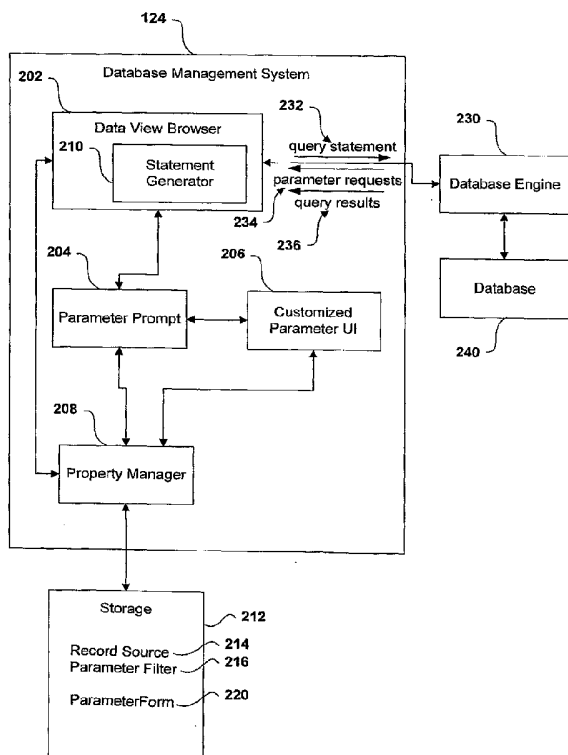 124
Database Management System
202
232
Data View Browser
210
230
query statement
Statement
Generator
Database Engine
parameter requests
query results
234
236
204
206
Parameter Prompt
Customized
Parameter UI
Database
240
208
Property Manager
Storage
212
Record Source
214
Parameter Filter
216
ParameterForm
220